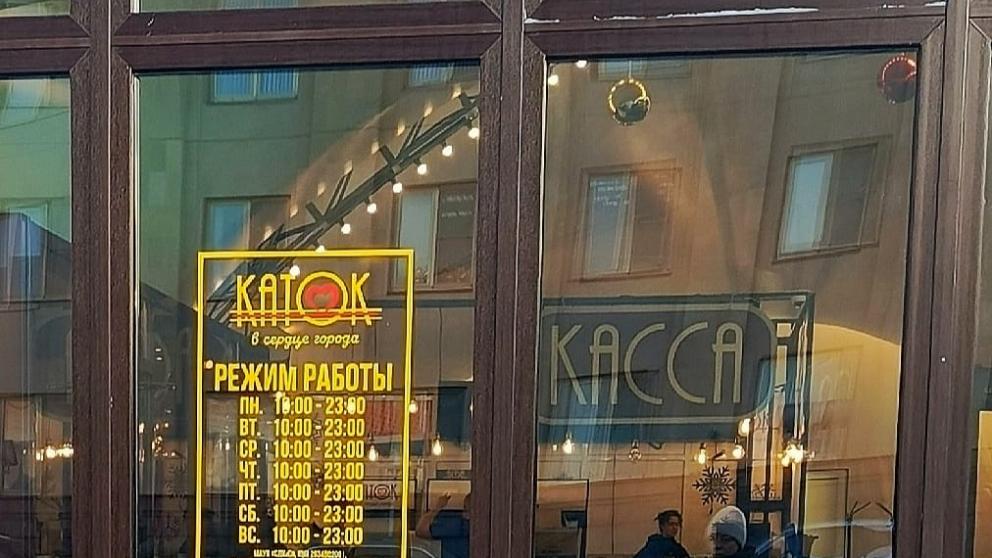 КАТОК
в сердце города
РЕЖИМ РАБОТЫ
ПН. 10:00 - 23:00
ВТ. 10:00 - 23:00
СР. 10:00 - 23:00
ЧТ. 10:00 - 23:00
ПТ. 10:00 - 23:00
СБ. 10:00 - 23:00
ВС. 10:00 - 23:00
КАССА